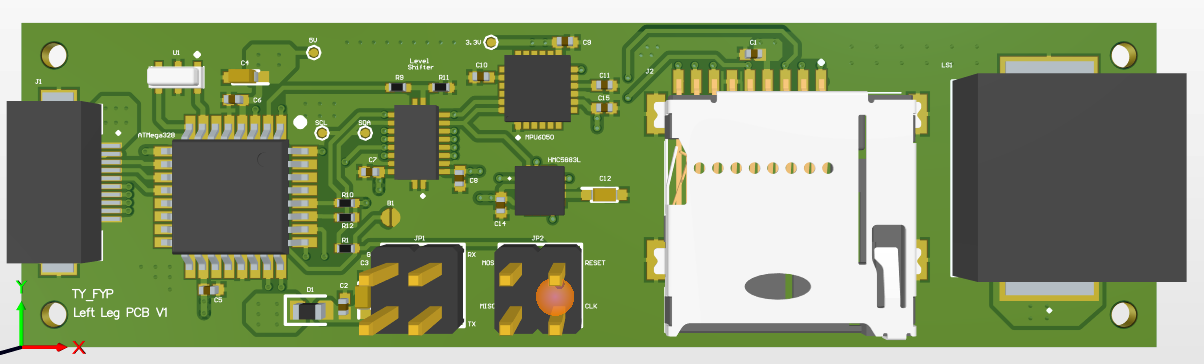 5V
3.3V
U1
C4
Level
Shifter
C10
C9
C1
J2
LS1
J1
R9
R11
C11
C6
C15
ATMega328
SCL
SDA
MPU6050
C7
C8
HMC5883L
C12
R10
B1
C14
R12
R1
JP1
JP2
RX
RESET
C3
C5
D1
C2
CLK
TX
TY_FYP
Left Leg PCB V1
Y
X